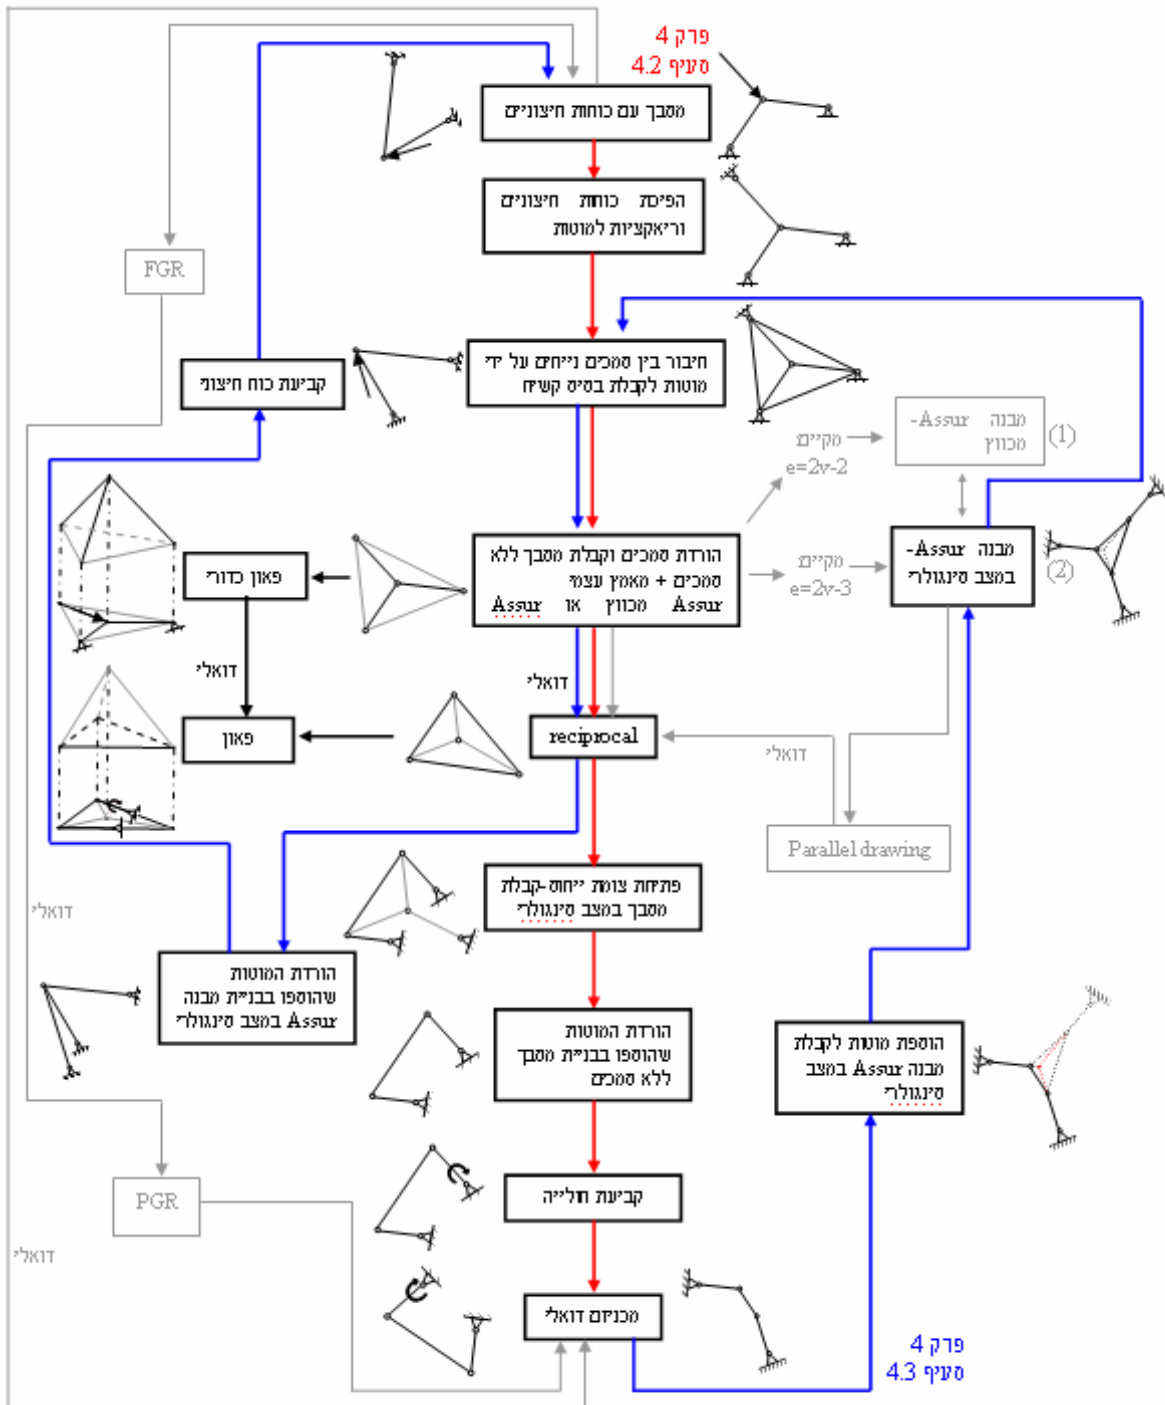 פרק 4
סעיף 4.2
מסבך עם כוחות חיצוניים
הפיכת כוחות חיצוניים
וריאקציות למוטות
FGR
חיבור בין סמכים נייחים על ידי
מוטות לקבלת בסיס קשיח
קביעת כוח חיצוני
מבנה Assur-
מכווץ
(1)
מקיים:
e=2v-2
הורדת סמכים וקבלת מסבך ללא
סמכים + מאמץ עצמי
Assur מכווץ או Assur
מקיים:
e=2v-3
מבנה Assur-
במצב סינגולרי
(2)
פאון כדורי
דואלי
דואלי
פאון
reciprocal
דואלי
Parallel drawing
פתיחת צומת ייחוס-קבלת
מסבך במצב סינגולרי
דואלי
הורדת המוטות
שהוספו בבניית מבנה
Assur במצב סינגולרי
הורדת המוטות
שהוספו בבניית מסבך
ללא סמכים
הוספת מוטות לקבלת
מבנה Assur במצב
סינגולרי
PGR
קביעת חולייה
דואלי
מכניזם דואלי
פרק 4
סעיף 4.3